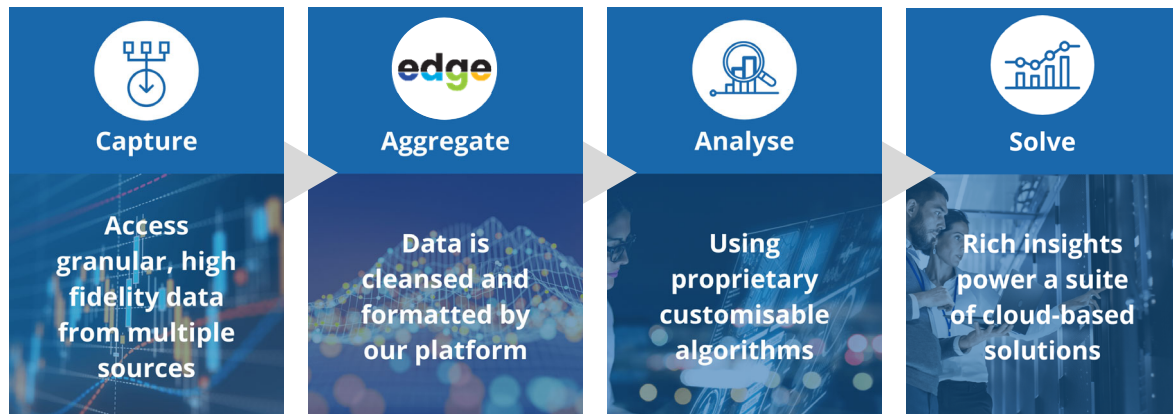 Capture
Access
granular, high
fidelity data
from multiple
sources
edge
Aggregate
Data is
cleansed and
formatted by
our platform
Analyse
Using
proprietary
customisable
algorithms
Solve
Rich insights
power a suite
of cloud-based
solutions